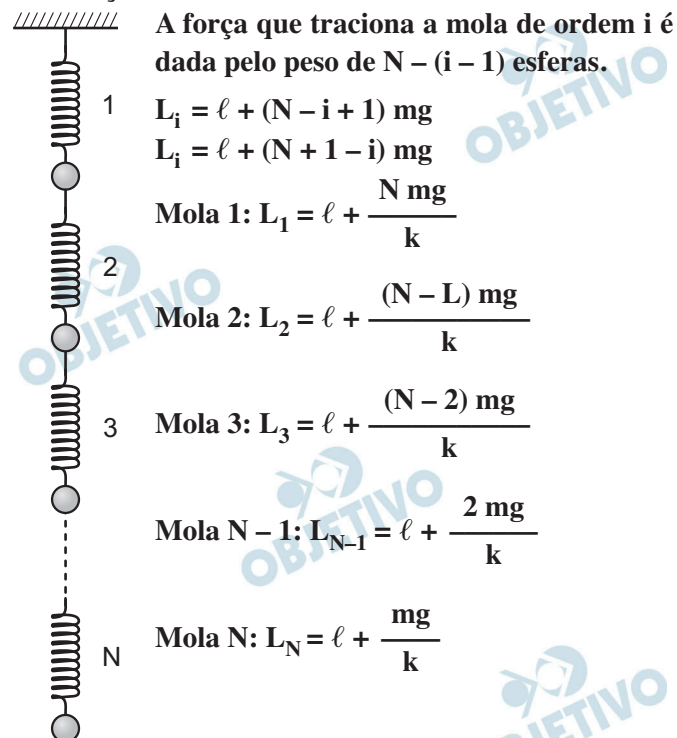 A força que traciona a mola de ordem i é
dada pelo peso de N – (i – 1) esferas.
1
L_i = ℓ + (N – i + 1) mg
L_i = ℓ + (N + 1 – i) mg
Mola 1: L_1 = ℓ + N mg / k
2
Mola 2: L_2 = ℓ + (N – L) mg / k
3
Mola 3: L_3 = ℓ + (N – 2) mg / k
Mola N – 1: L_N–1 = ℓ + 2 mg / k
N
Mola N: L_N = ℓ + mg / k
OBJETIVO
OBJETIVO
OBJETIVO
OBJETIVO